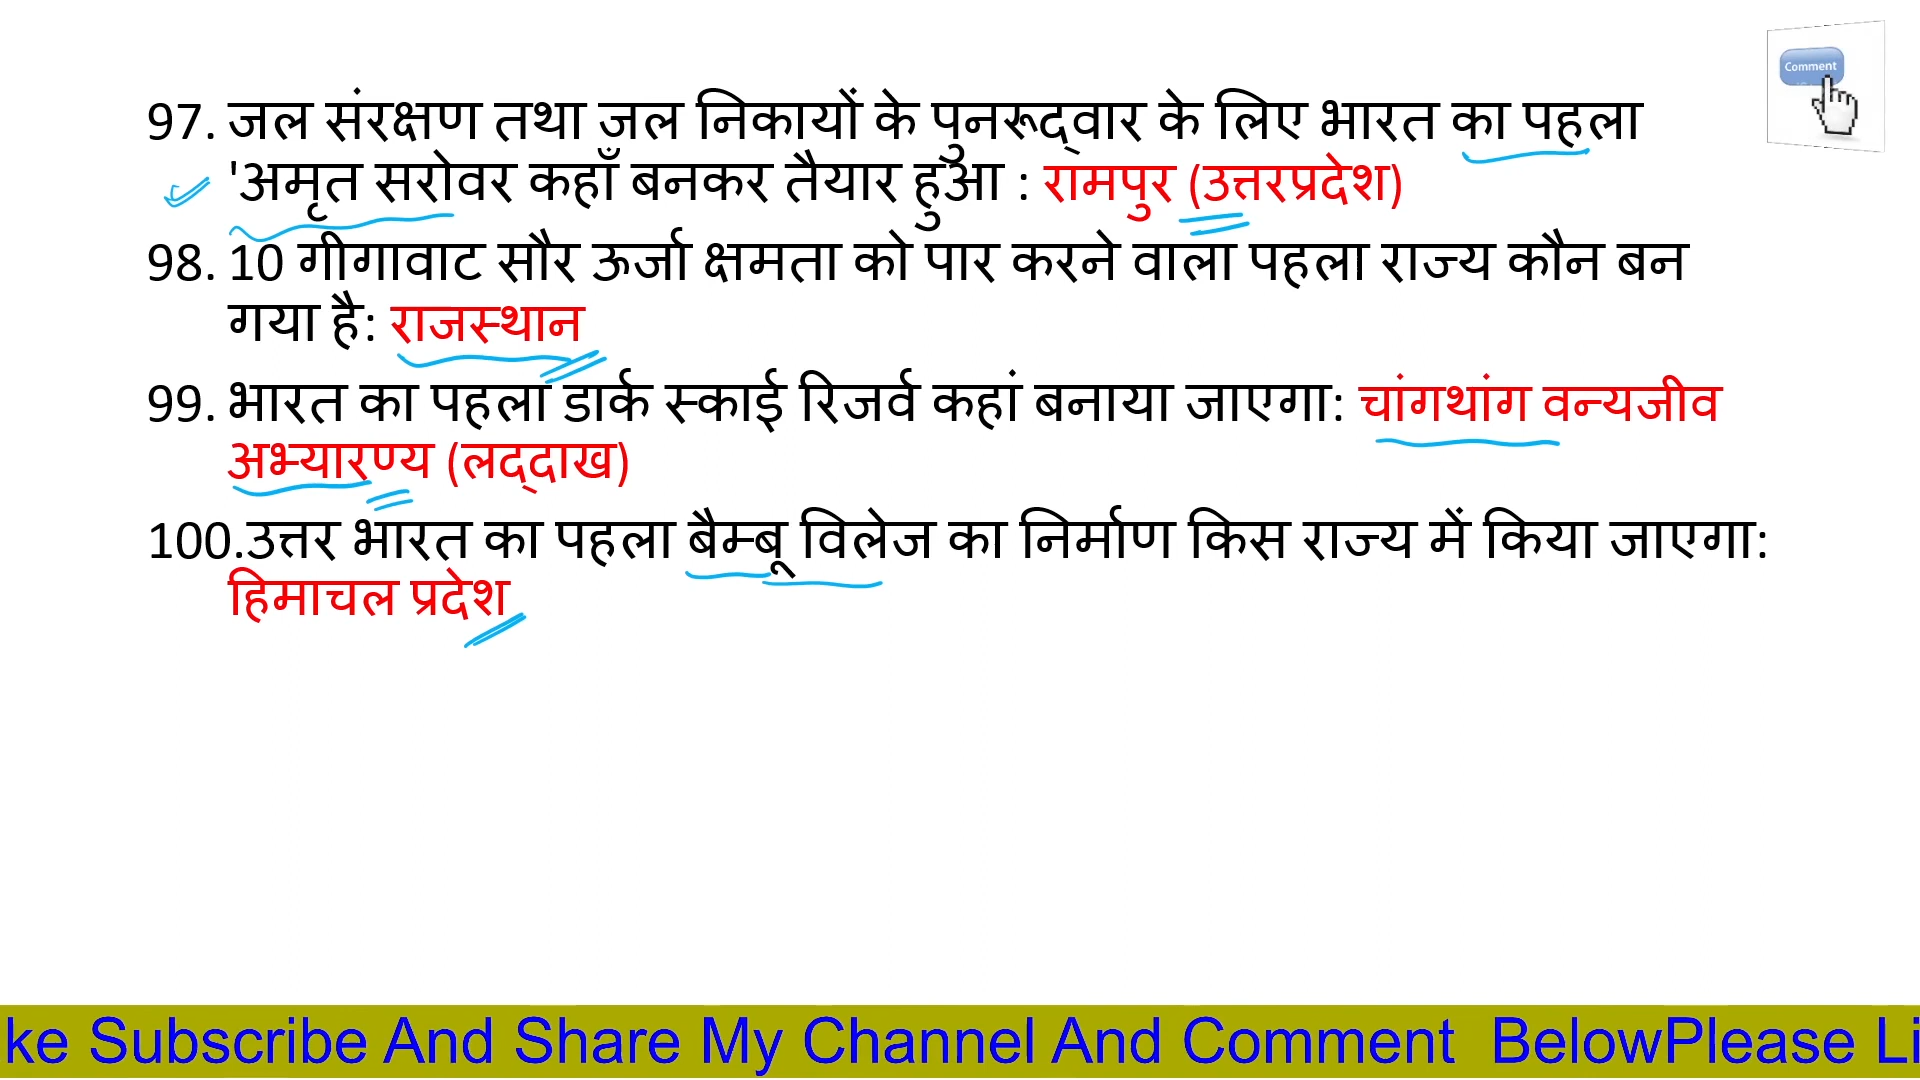 Comment
97. जल संरक्षण तथा जल निकायों के पुनरूद्वार के लिए भारत का पहला
'अमृत सरोवर कहाँ बनकर तैयार हुआ : रामपुर (उत्तरप्रदेश)
98. 10 गीगावाट सौर ऊर्जा क्षमता को पार करने वाला पहला राज्य कौन बन
गया है: राजस्थान
99. भारत का पहला डार्क स्काई रिजर्व कहां बनाया जाएगा: चांगथांग वन्यजीव
अभ्यारण्य (लद्दाख)
100.उत्तर भारत का पहला बैम्बू विलेज का निर्माण किस राज्य में किया जाएगा:
हिमाचल प्रदेश
ke Subscribe And Share My Channel And Comment  BelowPlease Li